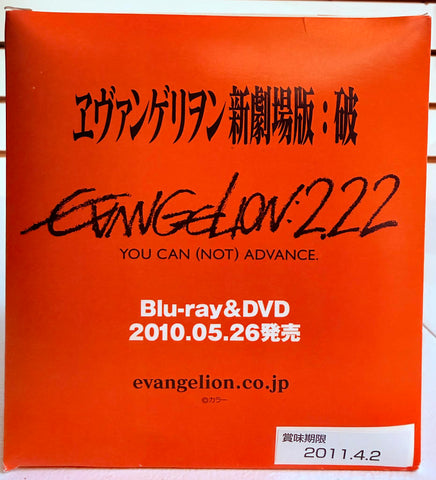 ヱヴァンゲリヲン 新劇場版：破
EVANGELION:2.22
YOU CAN (NOT) ADVANCE.
Blu-ray&DVD
2010.05.26発売
evangelion.co.jp
©カラー
賞味期限
2011.4.2